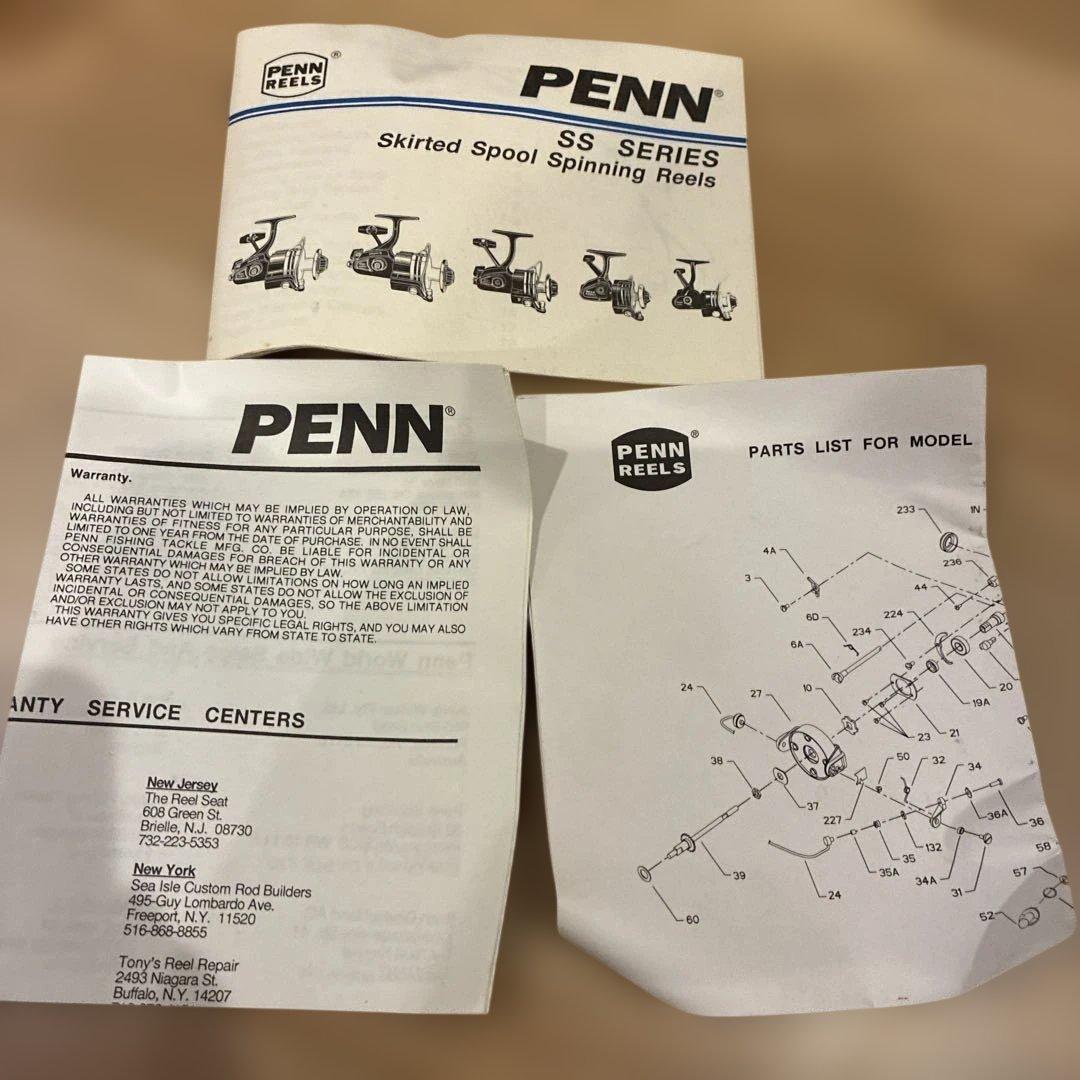 PENN REELS ®
PENN®
SS SERIES
Skirted Spool Spinning Reels
PENN®
Warranty.
ALL WARRANTIES WHICH MAY BE IMPLIED BY OPERATION OF LAW,
INCLUDING BUT NOT LIMITED TO WARRANTIES OF MERCHANTABILITY AND
WARRANTIES OF FITNESS FOR ANY PARTICULAR PURPOSE, SHALL BE
LIMITED TO ONE YEAR FROM THE DATE OF PURCHASE. IN NO EVENT SHALL
PENN FISHING TACKLE MFG. CO. BE LIABLE FOR INCIDENTAL OR
CONSEQUENTIAL DAMAGES FOR BREACH OF THIS WARRANTY OR ANY
OTHER WARRANTY WHICH MAY BE IMPLIED BY LAW.
SOME STATES DO NOT ALLOW LIMITATIONS ON HOW LONG AN IMPLIED
WARRANTY LASTS, AND SOME STATES DO NOT ALLOW THE EXCLUSION OF
INCIDENTAL OR CONSEQUENTIAL DAMAGES, SO THE ABOVE LIMITATION
AND/OR EXCLUSION MAY NOT APPLY TO YOU.
THIS WARRANTY GIVES YOU SPECIFIC LEGAL RIGHTS, AND YOU MAY ALSO
HAVE OTHER RIGHTS WHICH VARY FROM STATE TO STATE.
ANTY SERVICE CENTERS
New Jersey
The Reel Seat
608 Green St.
Brielle, N.J. 08730
732-223-5353
New York
Sea Isle Custom Rod Builders
495-Guy Lombardo Ave.
Freeport, N.Y. 11520
516-868-8855
Tony's Reel Repair
2493 Niagara St.
Buffalo, N.Y. 14207
PENN REELS ®
PARTS LIST FOR MODEL
233
1N
4A
236
3
44
6D
224
234
6A
24
27
10
20
19A
23
21
38
50
32
34
37
227
36A
36
132
35
58
39
35A
34A
57
24
31
60
52